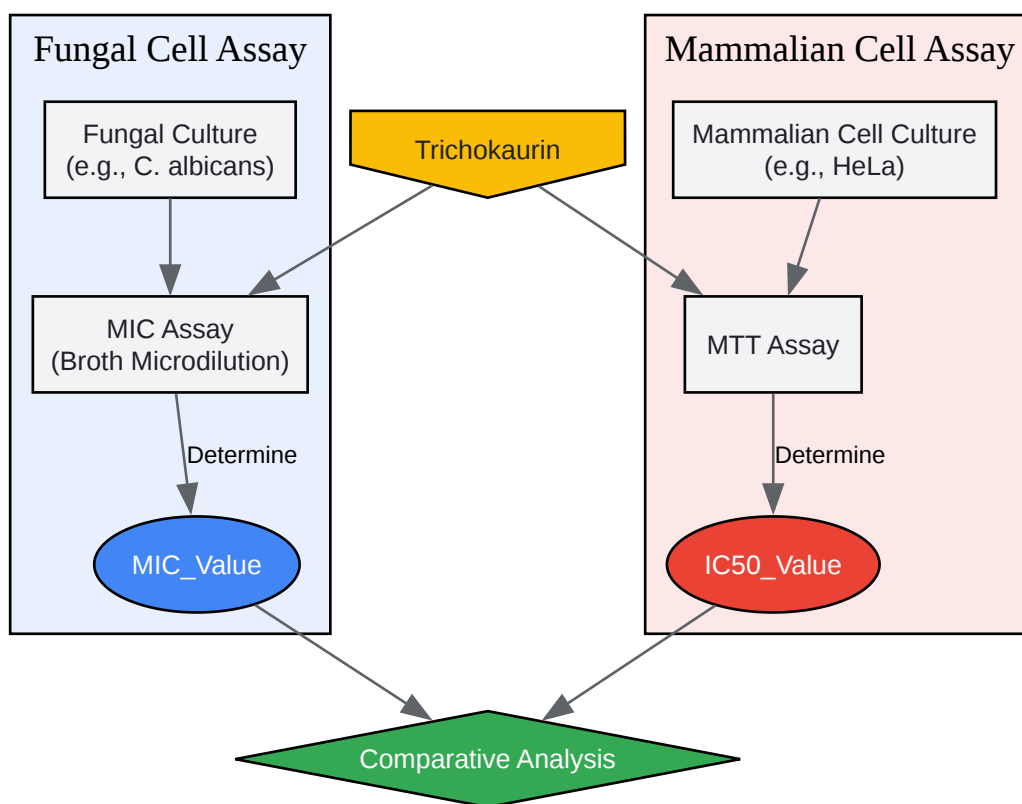 Fungal Cell Assay
Mammalian Cell Assay
Fungal Culture
(e.g., C. albicans)
Trichokaurin
Mammalian Cell Culture
(e.g., HeLa)
MIC Assay
(Broth Microdilution)
MTT Assay
Determine
Determine
MIC_Value
IC50_Value
Comparative Analysis